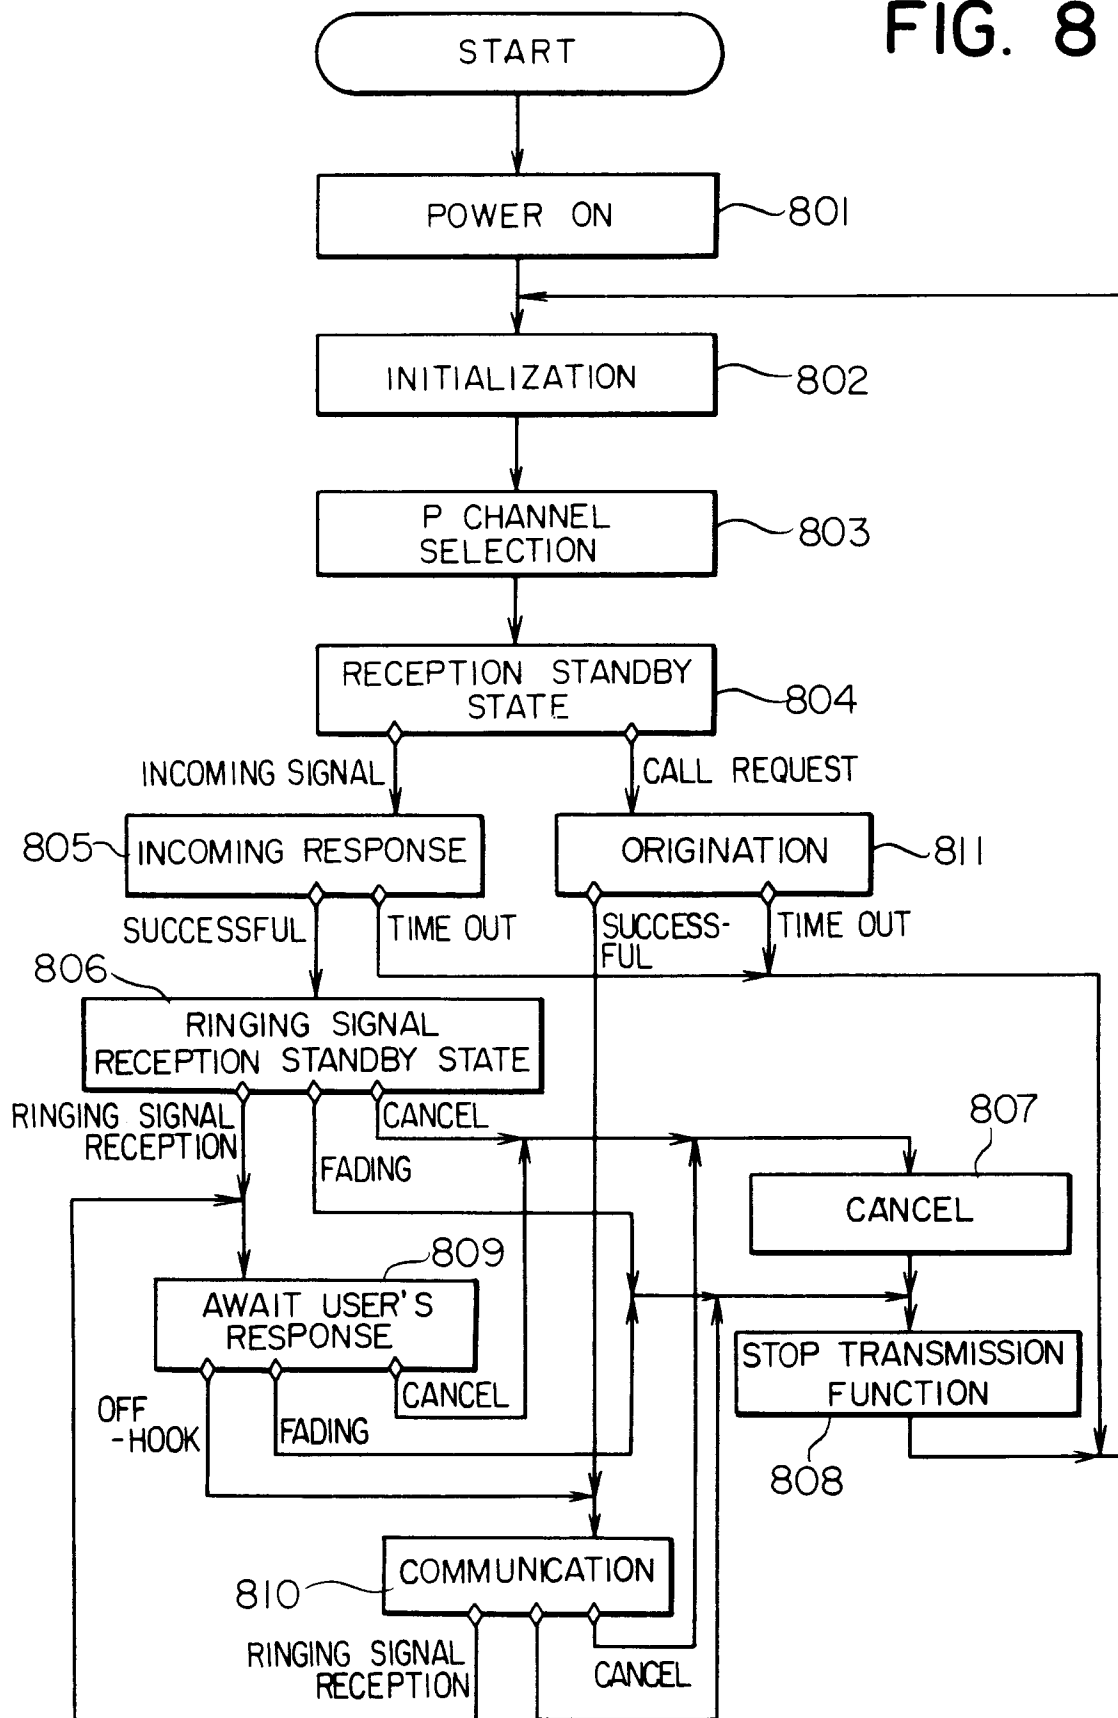 FIG. 8
START
POWER ON
801
INITIALIZATION
802
P CHANNEL
SELECTION
803
RECEPTION STANDBY
STATE
804
INCOMING SIGNAL
CALL REQUEST
805
INCOMING RESPONSE
ORIGINATION
811
SUCCESSFUL
TIME OUT
SUCCESS-
FUL
TIME OUT
806
RINGING SIGNAL
RECEPTION STANDBY STATE
RINGING SIGNAL
RECEPTION
FADING
CANCEL
807
CANCEL
809
AWAIT USER'S
RESPONSE
STOP TRANSMISSION
FUNCTION
808
OFF
-HOOK
FADING
CANCEL
COMMUNICATION
810
RINGING SIGNAL
RECEPTION
CANCEL